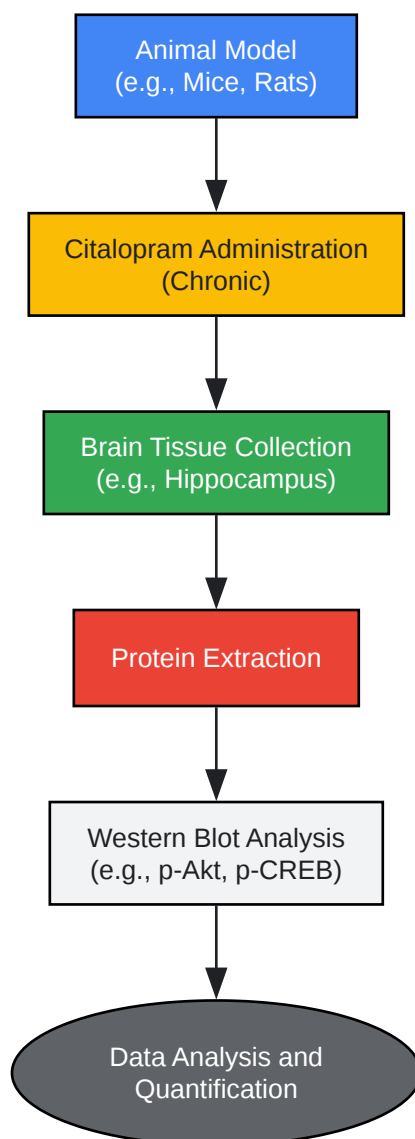 Animal Model
(e.g., Mice, Rats)
Citalopram Administration
(Chronic)
Brain Tissue Collection
(e.g., Hippocampus)
Protein Extraction
Western Blot Analysis
(e.g., p-Akt, p-CREB)
Data Analysis and
Quantification